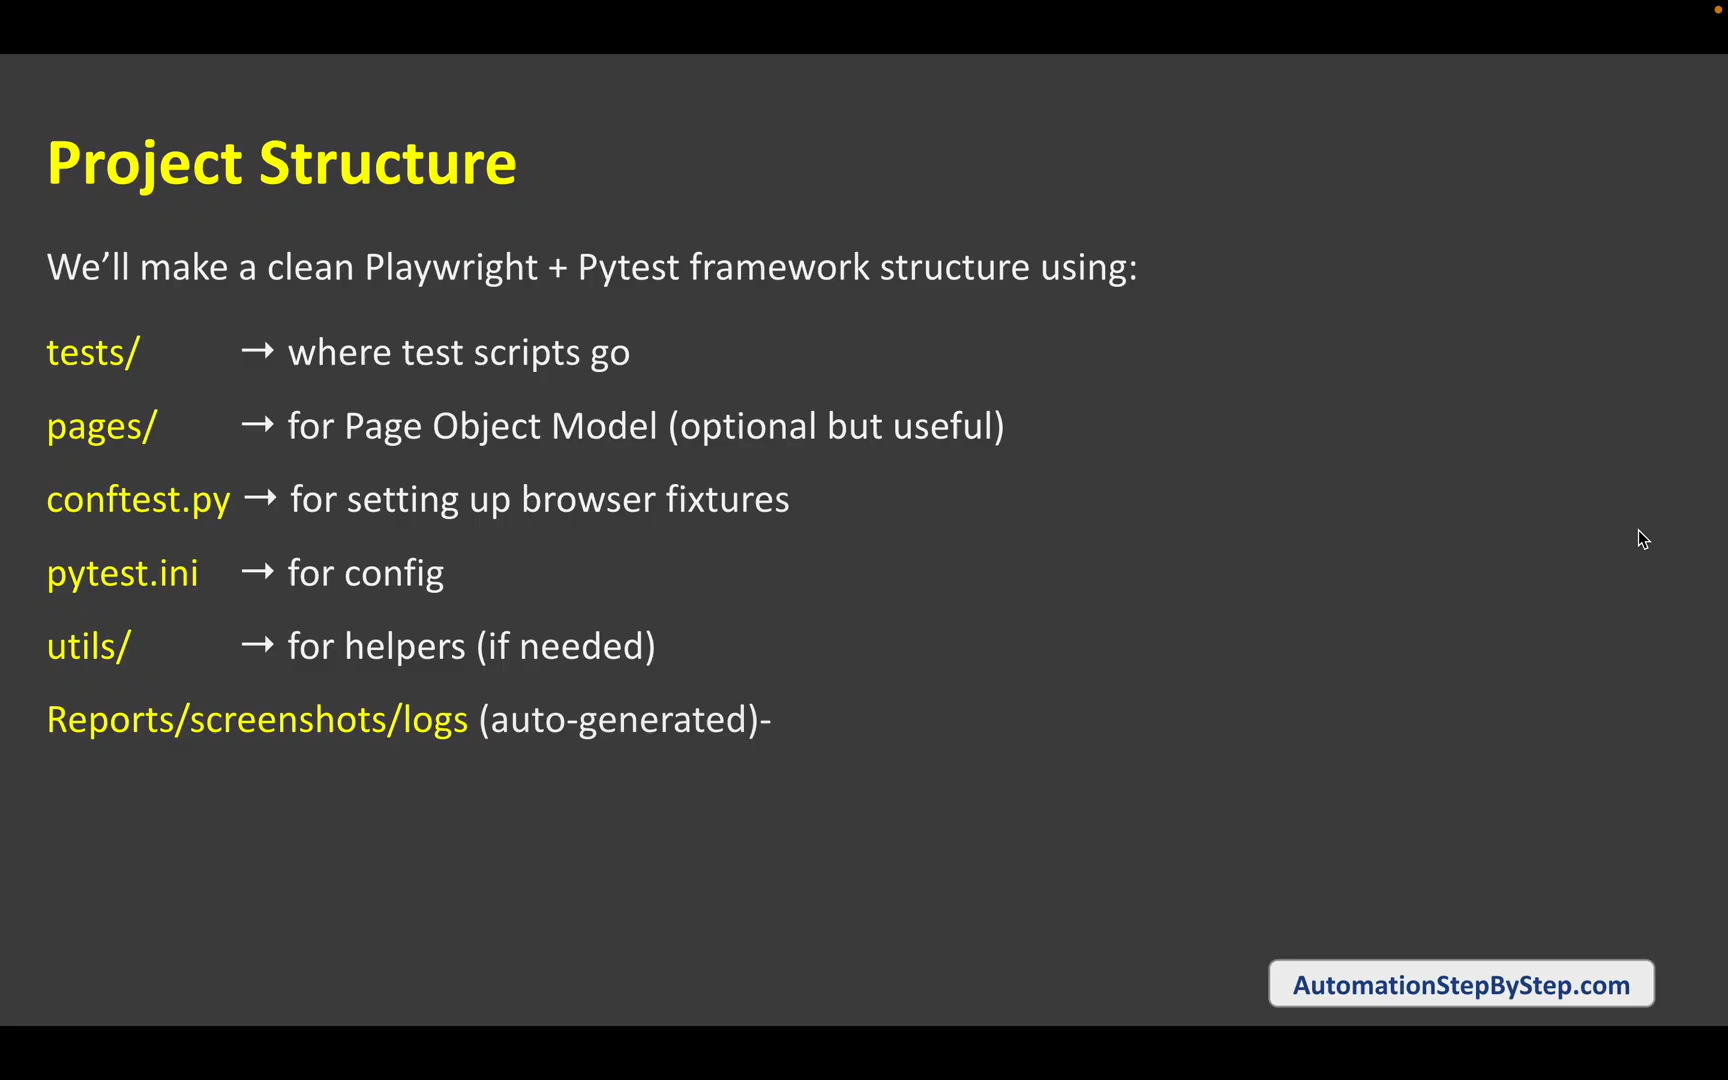 Project Structure
We’ll make a clean Playwright + Pytest framework structure using:
tests/ → where test scripts go
pages/ → for Page Object Model (optional but useful)
conftest.py → for setting up browser fixtures
pytest.ini → for config
utils/ → for helpers (if needed)
Reports/screenshots/logs (auto-generated)-
AutomationStepByStep.com